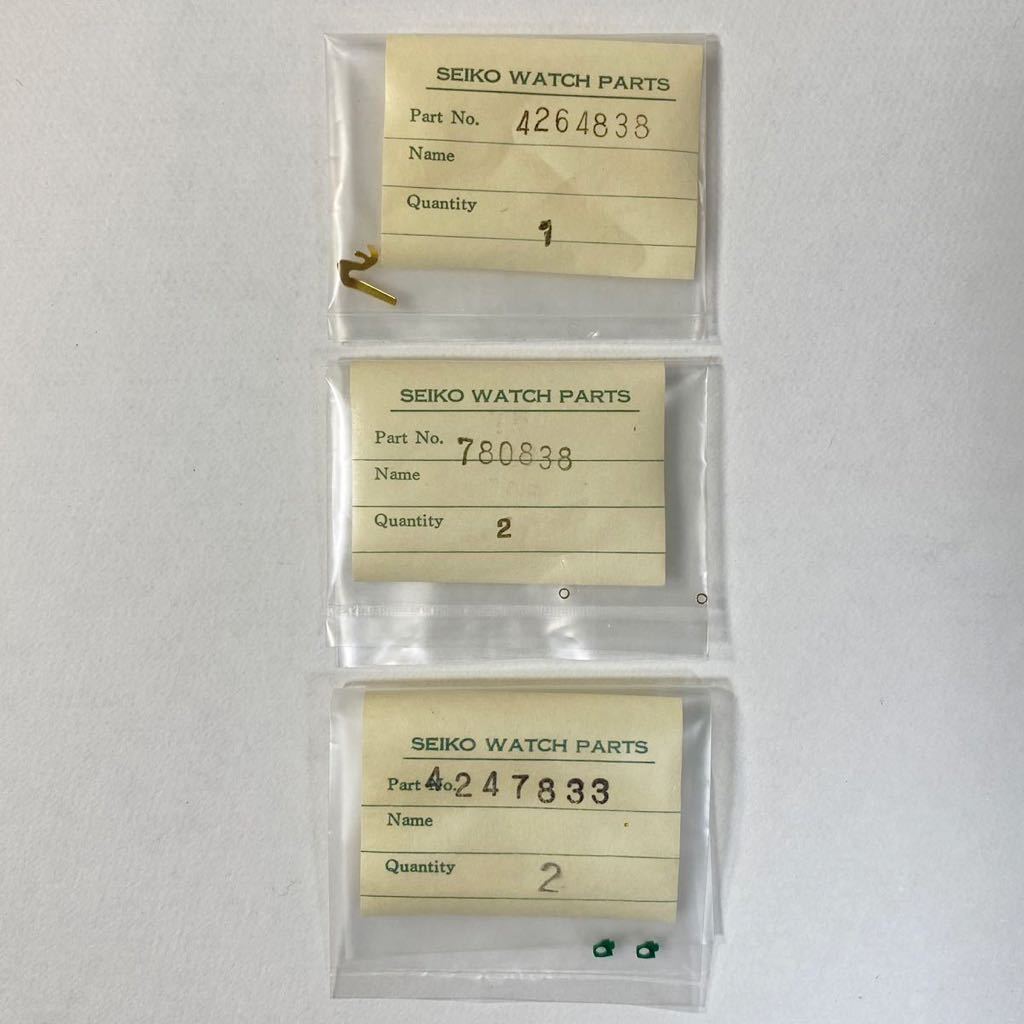 SEIKO WATCH PARTS
Part No. 4264838
Name
Quantity 1
SEIKO WATCH PARTS
Part No. 780838
Name
Quantity 2
SEIKO WATCH PARTS
Part No. 4247833
Name
Quantity 2